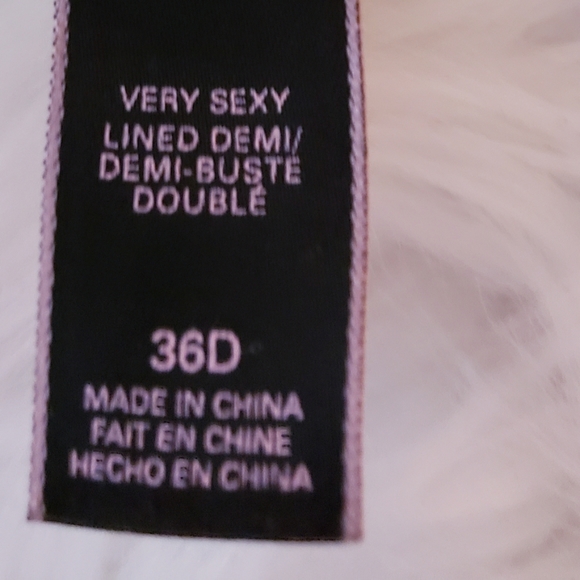 VERY SEXY
LINED DEMI/
DEMI-BUSTE
DOUBLÉ
36D
MADE IN CHINA
FAIT EN CHINE
HECHO EN CHINA